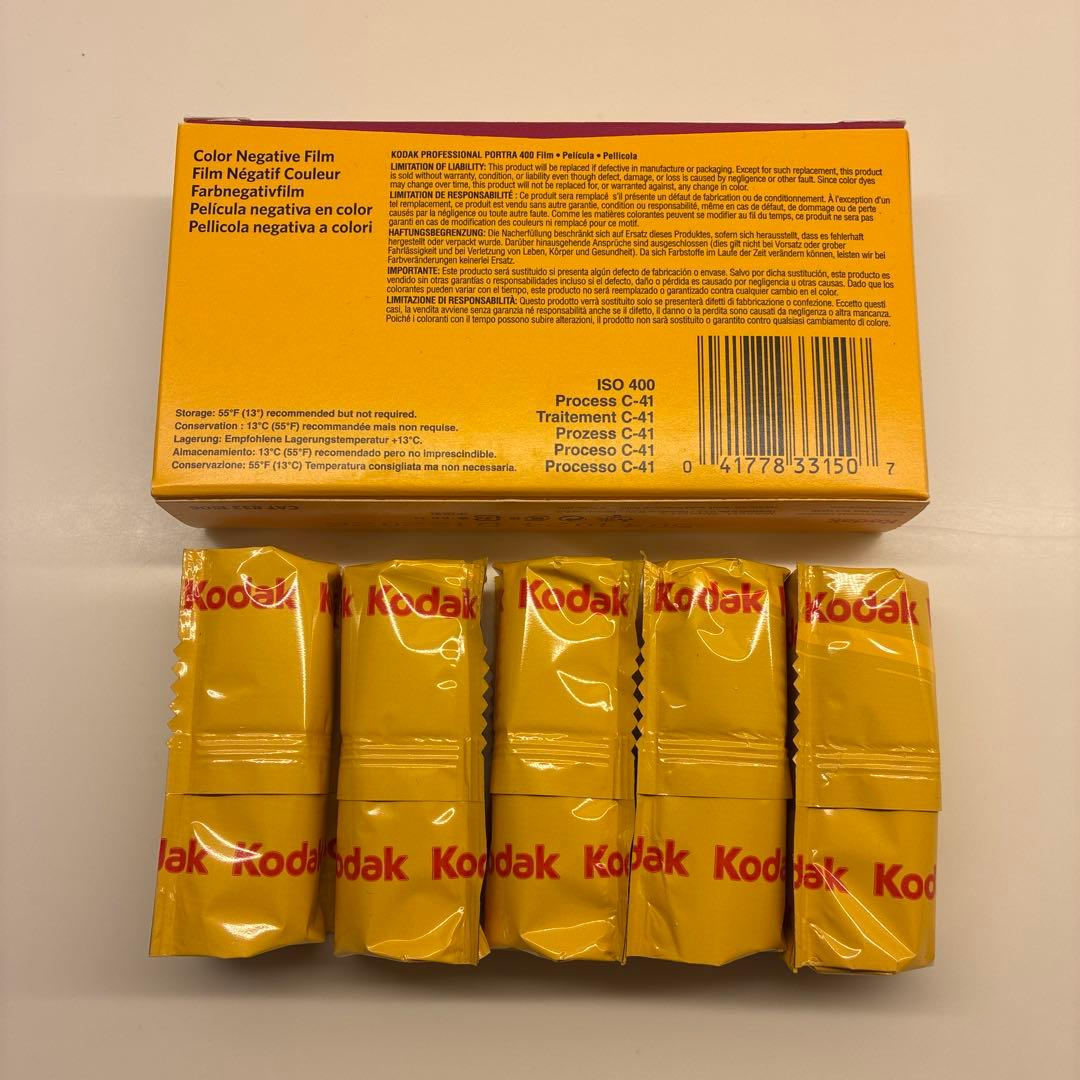 Color Negative Film
Film Négatif Couleur
Farbnegativfilm
Película negativa en color
Pellicola negativa a colori
KODAK PROFESSIONAL PORTRA 400 Film • Película • Pellicola
LIMITATION OF LIABILITY: This product will be replaced if defective in manufacture or packaging. Except for such replacement, this product
is sold without warranty, condition, or liability even though defect, damage, or loss is caused by negligence or other fault. Since color dyes
may change over time, this product will not be replaced for, or warranted against, any change in color.
LIMITATION DE RESPONSABILITÉ : Ce produit sera remplacé s'il présente un défaut de fabrication ou de conditionnement. À l'exception d'un
tel remplacement, ce produit est vendu sans autre garantie, condition ou responsabilité, même en cas de défaut, de dommage ou de perte
causés par la négligence ou toute autre faute. Comme les matières colorantes peuvent se modifier au fil du temps, ce produit ne sera pas
garanti en cas de modification des couleurs ni remplacé pour ce motif.
HAFTUNGSBEGRENZUNG: Die Nacherfüllung beschränkt sich auf Ersatz dieses Produktes, sofern sich herausstellt, dass es fehlerhaft
hergestellt oder verpackt wurde. Darüber hinausgehende Ansprüche sind ausgeschlossen (dies gilt nicht bei Vorsatz oder grober
Fahrlässigkeit und bei Verletzung von Leben, Körper und Gesundheit). Da sich Farbstoffe im Laufe der Zeit verändern können, leisten wir bei
Farbveränderungen keinerlei Ersatz.
IMPORTANTE: Este producto será sustituido si presenta algún defecto de fabricación o envase. Salvo por dicha sustitución, este producto es
vendido sin otras garantías o responsabilidades incluso si el defecto, daño o pérdida es causado por negligencia u otras causas. Dado que los
colorantes pueden variar con el tiempo, este producto no será reemplazado o garantizado contra cualquier cambio en el color.
LIMITAZIONE DI RESPONSABILITÀ: Questo prodotto verrà sostituito solo se presenterà difetti di fabbricazione o confezione. Eccetto questi
casi, la vendita avviene senza garanzia né responsabilità anche se il difetto, il danno o la perdita sono causati da negligenza o altra mancanza.
Poiché i coloranti con il tempo possono subire alterazioni, il prodotto non sarà sostituito o garantito contro qualsiasi cambiamento di colore.
ISO 400
Process C-41
Traitement C-41
Prozess C-41
Proceso C-41
Processo C-41
Storage: 55°F (13°) recommended but not required.
Conservation : 13°C (55°F) recommandée mais non requise.
Lagerung: Empfohlene Lagerungstemperatur +13°C.
Almacenamiento: 13°C (55°F) recomendado pero no imprescindible.
Conservazione: 55°F (13°C) Temperatura consigliata ma non necessaria.
0 41778 33150 7
CAT 833 1506
Kodak
Kodak K
k Kodak
Kodak
Kodak
Kodak
dak Kodak
odak Kod
odak Ko
dak Kodak
dak Kod